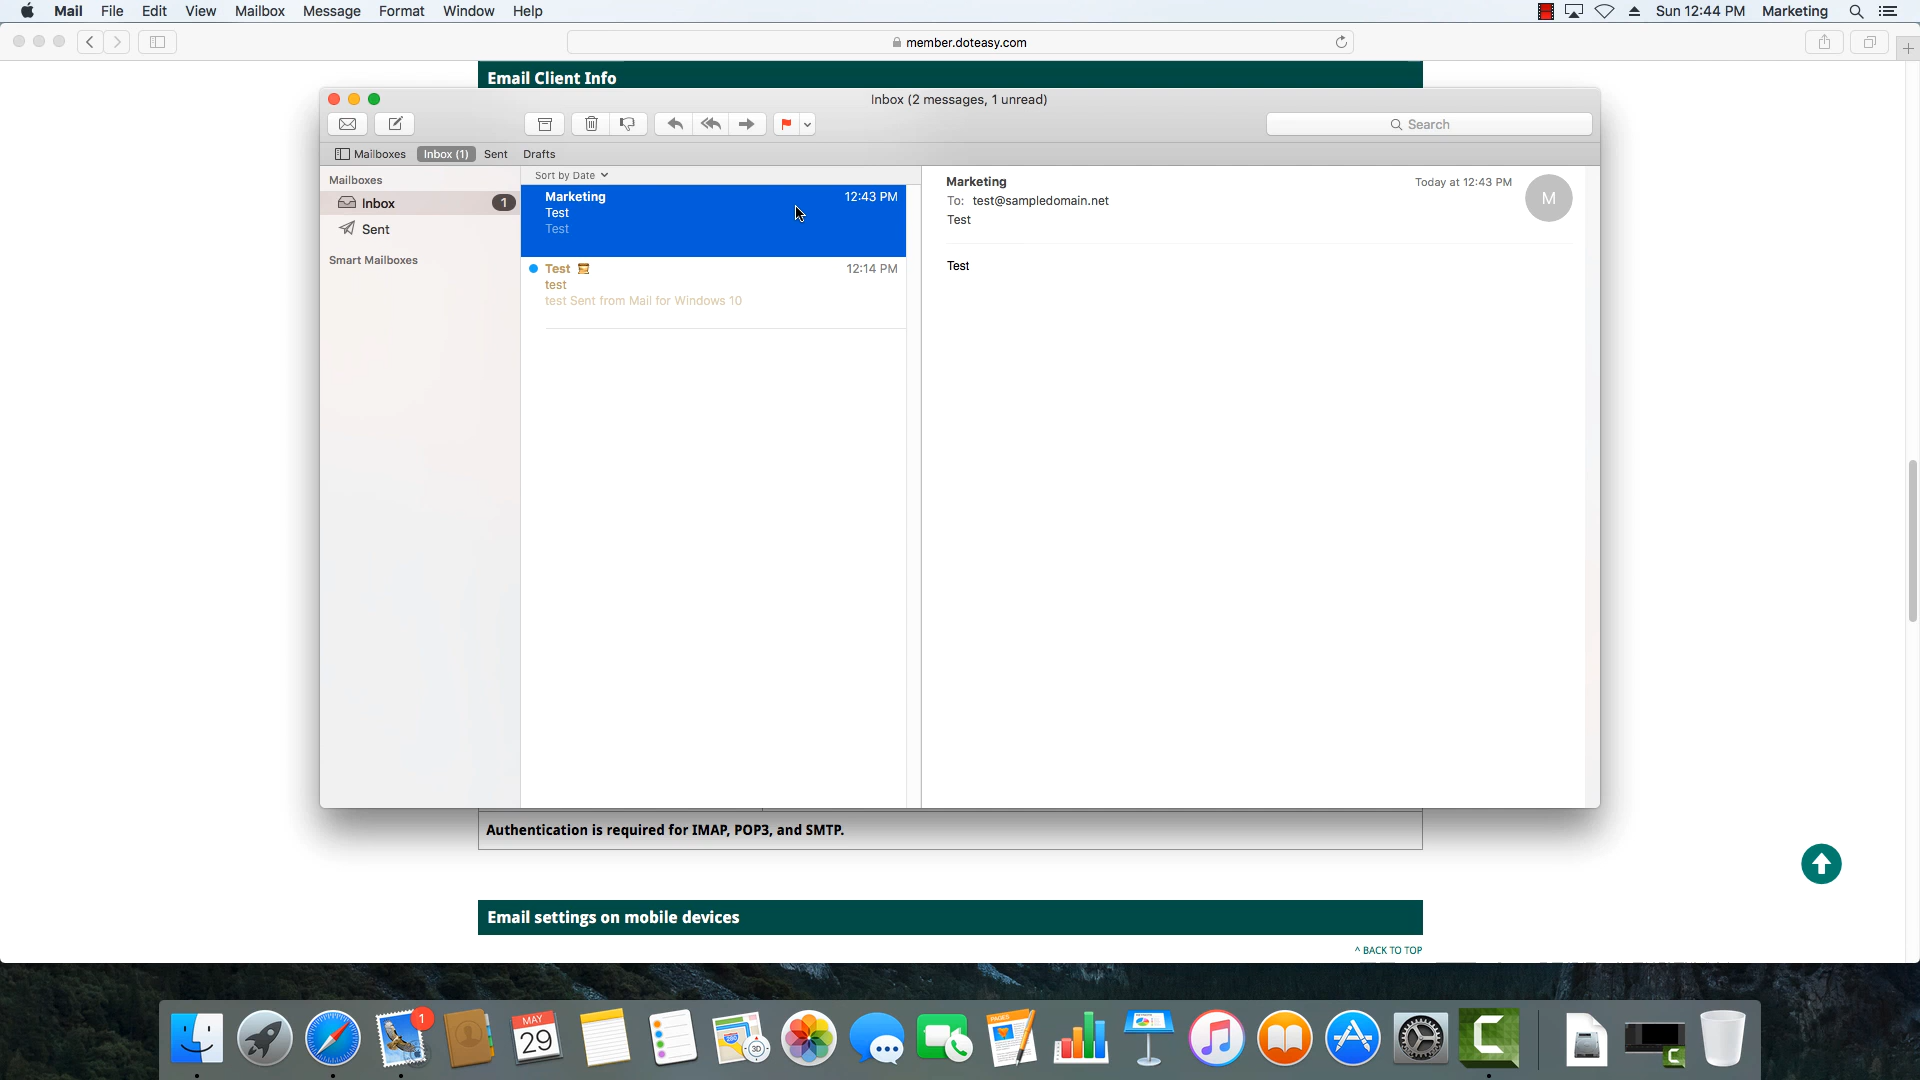 Mail File Edit View Mailbox Message Format Window Help Sun 12:44 PM Marketing
member.doteasy.com
Email Client Info
Inbox (2 messages, 1 unread)
Search
Mailboxes Inbox (1) Sent Drafts
Mailboxes
Inbox 1
Sent
Smart Mailboxes
Sort by Date
Marketing 12:43 PM
Test
Test
Test 12:14 PM
test
test Sent from Mail for Windows 10
Marketing Today at 12:43 PM
M
To: test@sampledomain.net
Test
Test
Authentication is required for IMAP, POP3, and SMTP.
Email settings on mobile devices
^ BACK TO TOP
1
MAY
29
PAGES
280
3D